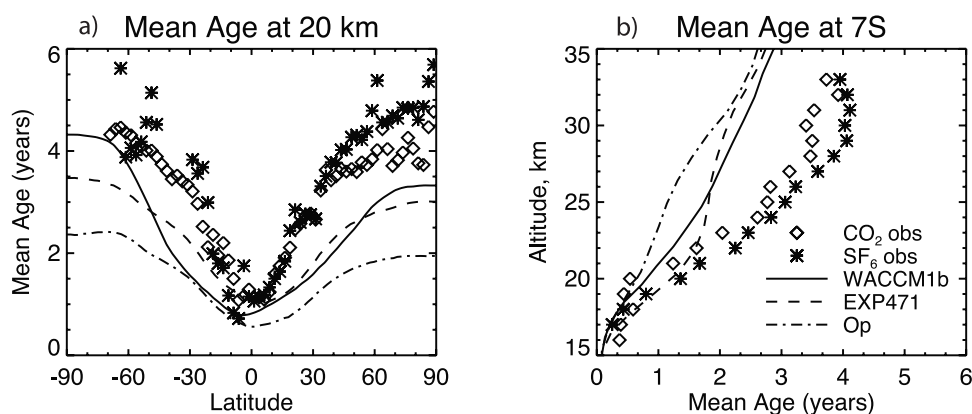 a) Mean Age at 20 km
6
4
2
0
Mean Age (years)
-90 -60 -30 0 30 60 90
Latitude
b) Mean Age at 7S
35
30
25
20
15
Altitude, km
CO2 obs
SF6 obs
WACCM1b
EXP471
Op
0 1 2 3 4 5 6
Mean Age (years)